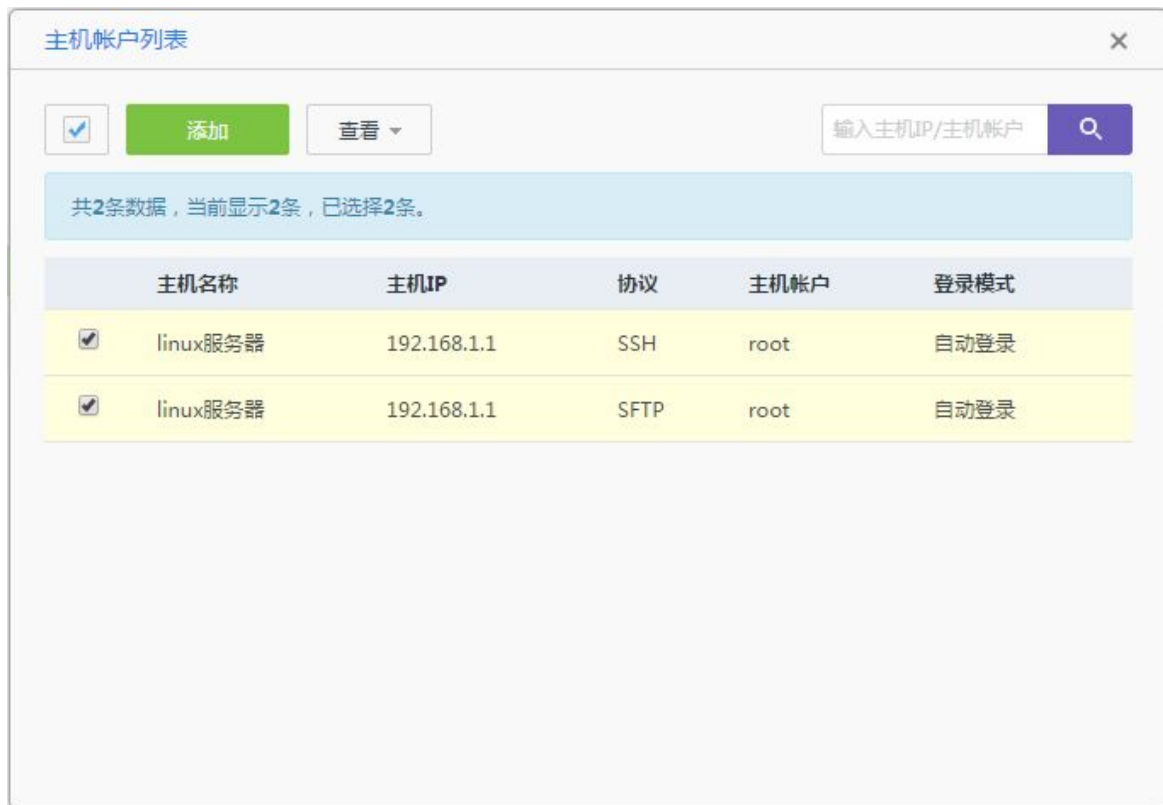 主机帐户列表
添加 查看 输入主机IP/主机帐户
共2条数据，当前显示2条，已选择2条。
主机名称 主机IP 协议 主机帐户 登录模式
linux服务器 192.168.1.1 SSH root 自动登录
linux服务器 192.168.1.1 SFTP root 自动登录